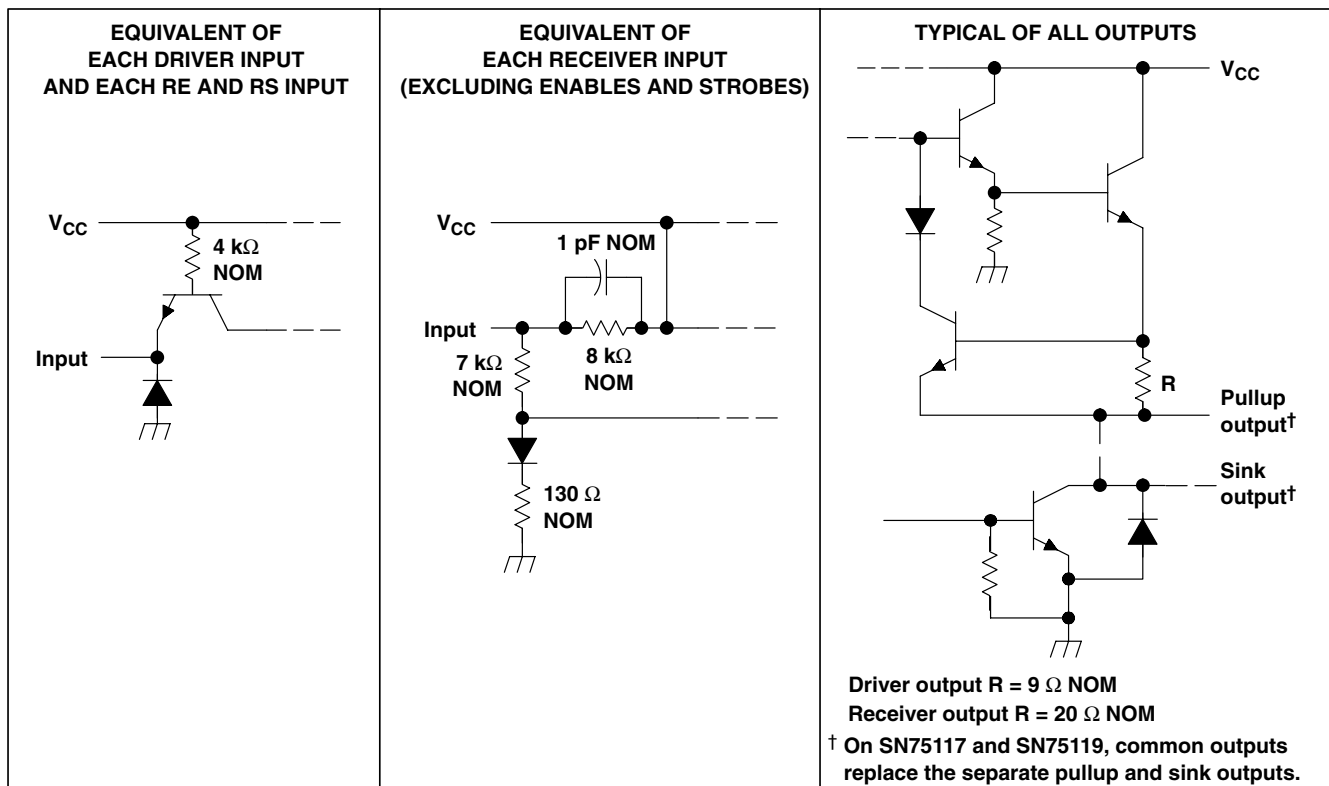 EQUIVALENT OF
EACH DRIVER INPUT
AND EACH RE AND RS INPUT
VCC
4 kΩ
NOM
Input
EQUIVALENT OF
EACH RECEIVER INPUT
(EXCLUDING ENABLES AND STROBES)
VCC
1 pF NOM
Input
7 kΩ
NOM
8 kΩ
NOM
130 Ω
NOM
TYPICAL OF ALL OUTPUTS
VCC
R
Pullup
output†
Sink
output†
Driver output R = 9 Ω NOM
Receiver output R = 20 Ω NOM
† On SN75117 and SN75119, common outputs
replace the separate pullup and sink outputs.